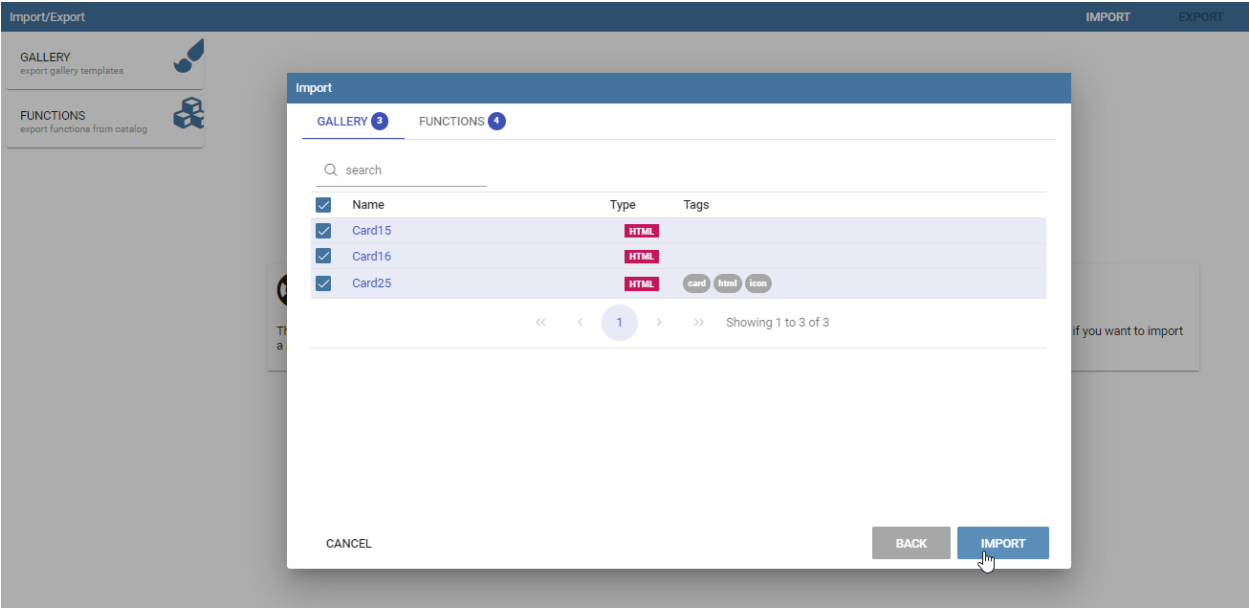 Import/Export
IMPORT
EXPORT
GALLERY
export gallery templates
FUNCTIONS
export functions from catalog
Import
GALLERY 3
FUNCTIONS 4
search
Name Type Tags
Card15 HTML
Card16 HTML
Card25 HTML card html icon
<< < 1 > >> Showing 1 to 3 of 3
if you want to import
a
CANCEL
BACK
IMPORT